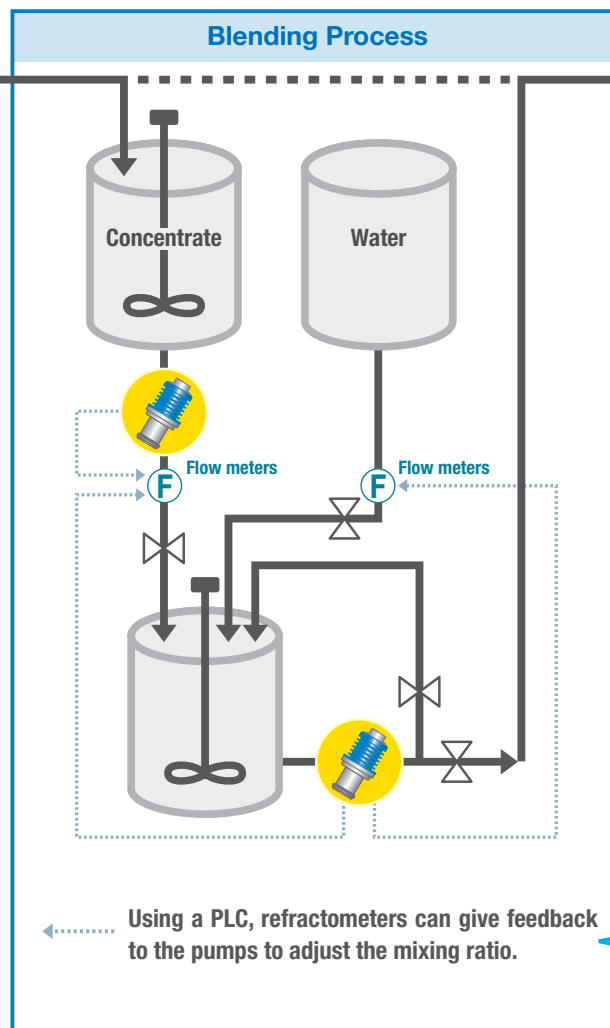 Blending Process
Concentrate
Water
Flow meters
Flow meters
F
F
Using a PLC, refractometers can give feedback
to the pumps to adjust the mixing ratio.